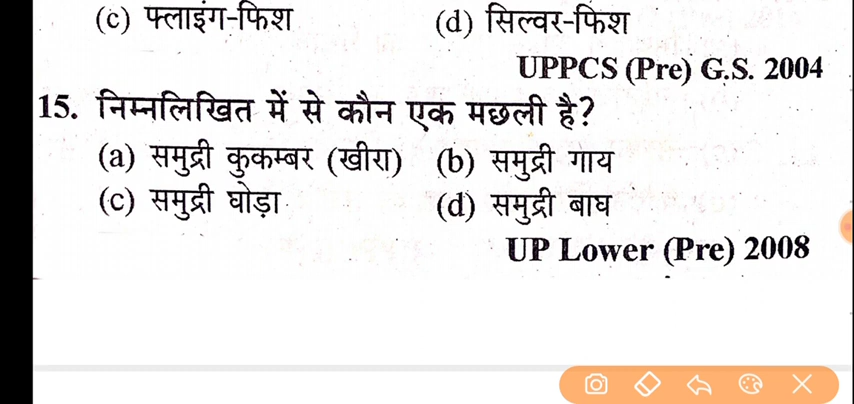 (c) फ्लाइंग-फिश (d) सिल्वर-फिश
UPPCS (Pre) G.S. 2004
15. निम्नलिखित में से कौन एक मछली है?
(a) समुद्री कुकम्बर (खीरा) (b) समुद्री गाय
(c) समुद्री घोड़ा (d) समुद्री बाघ
UP Lower (Pre) 2008